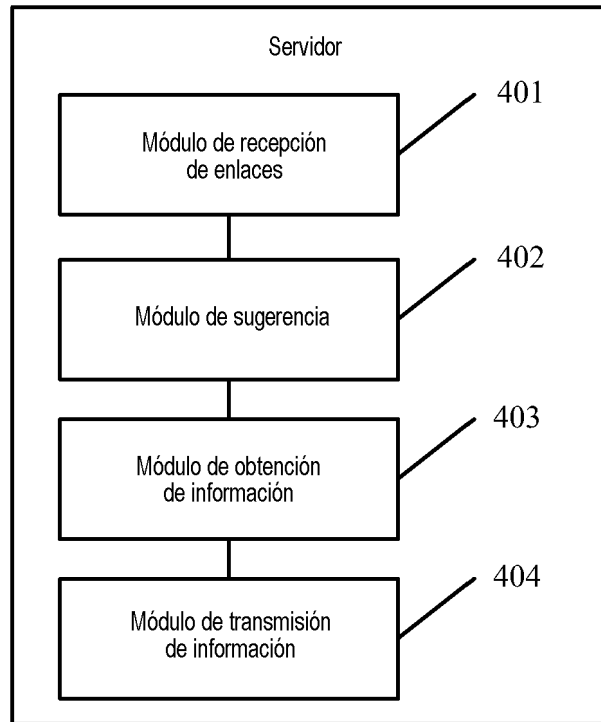 Servidor
Módulo de recepción
de enlaces
401
Módulo de sugerencia
402
Módulo de obtención
de información
403
Módulo de transmisión
de información
404